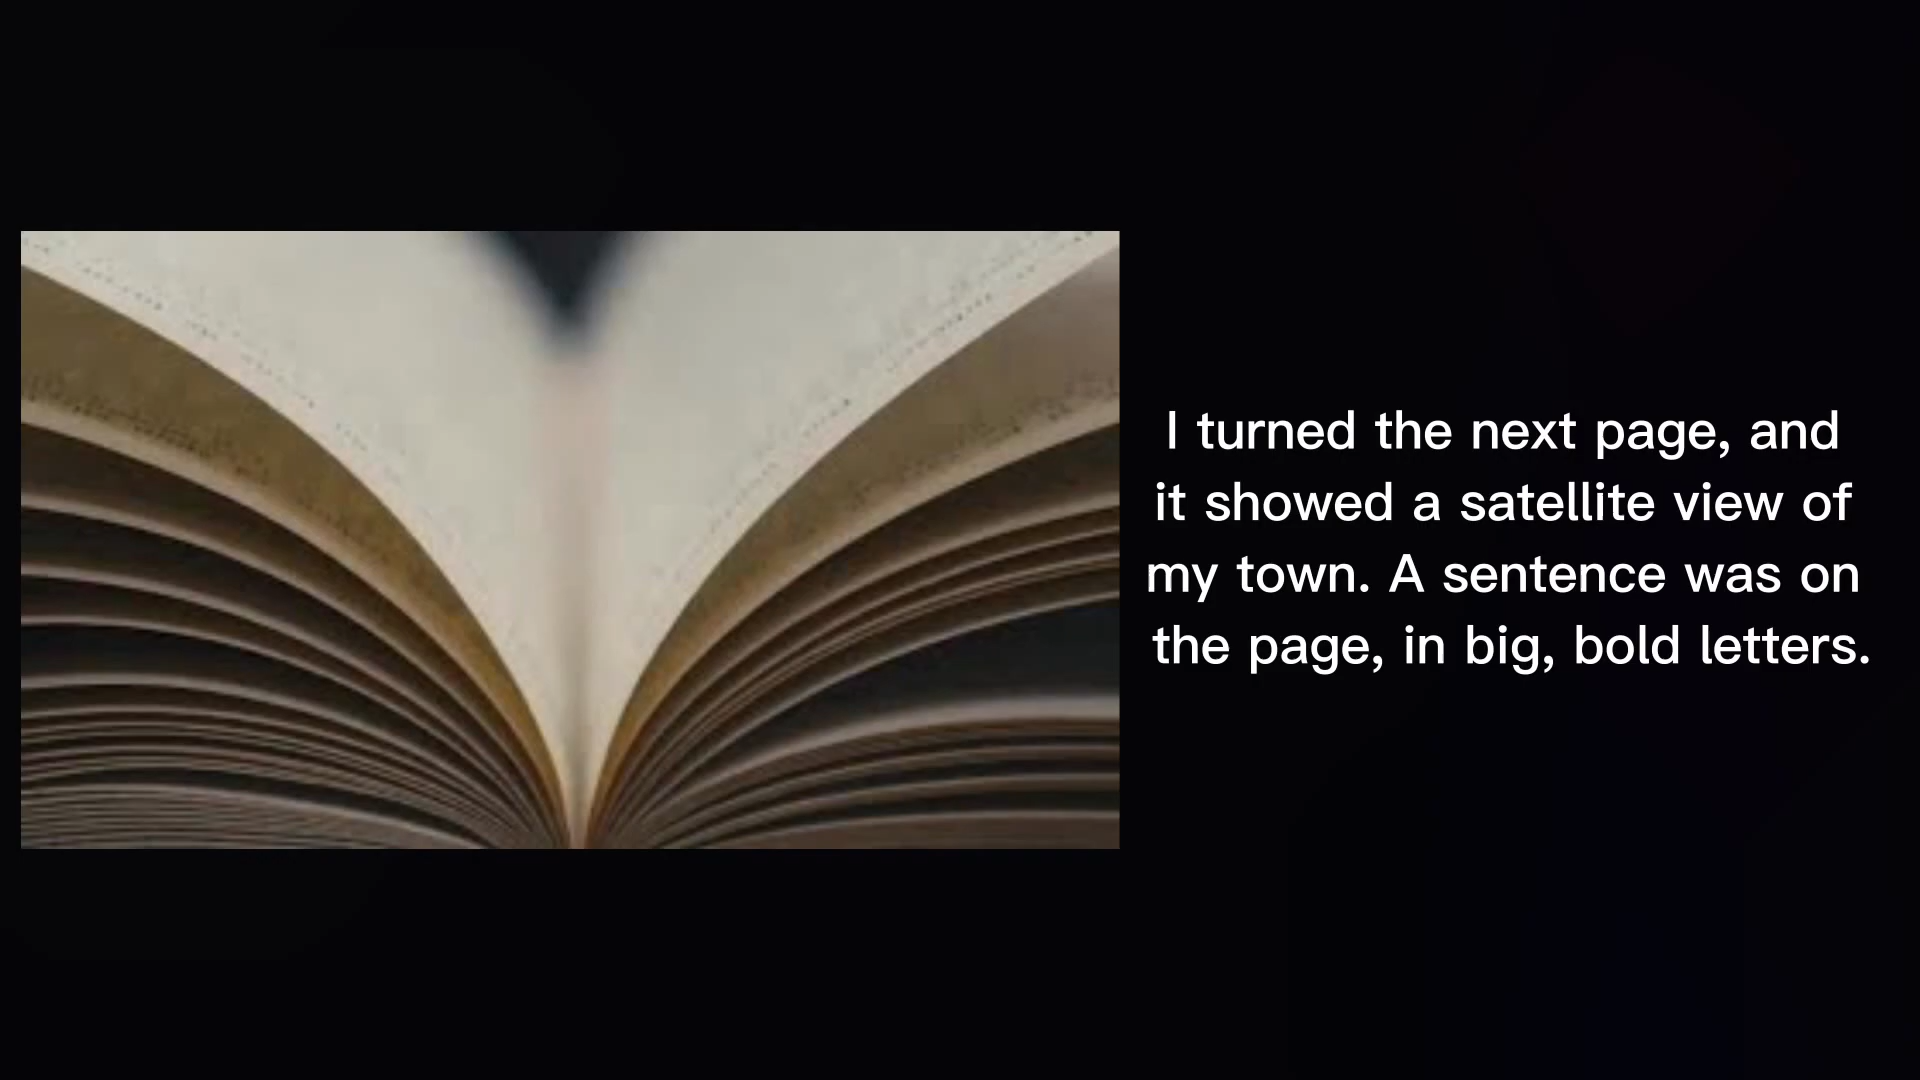 I turned the next page, and
it showed a satellite view of
my town. A sentence was on
the page, in big, bold letters.